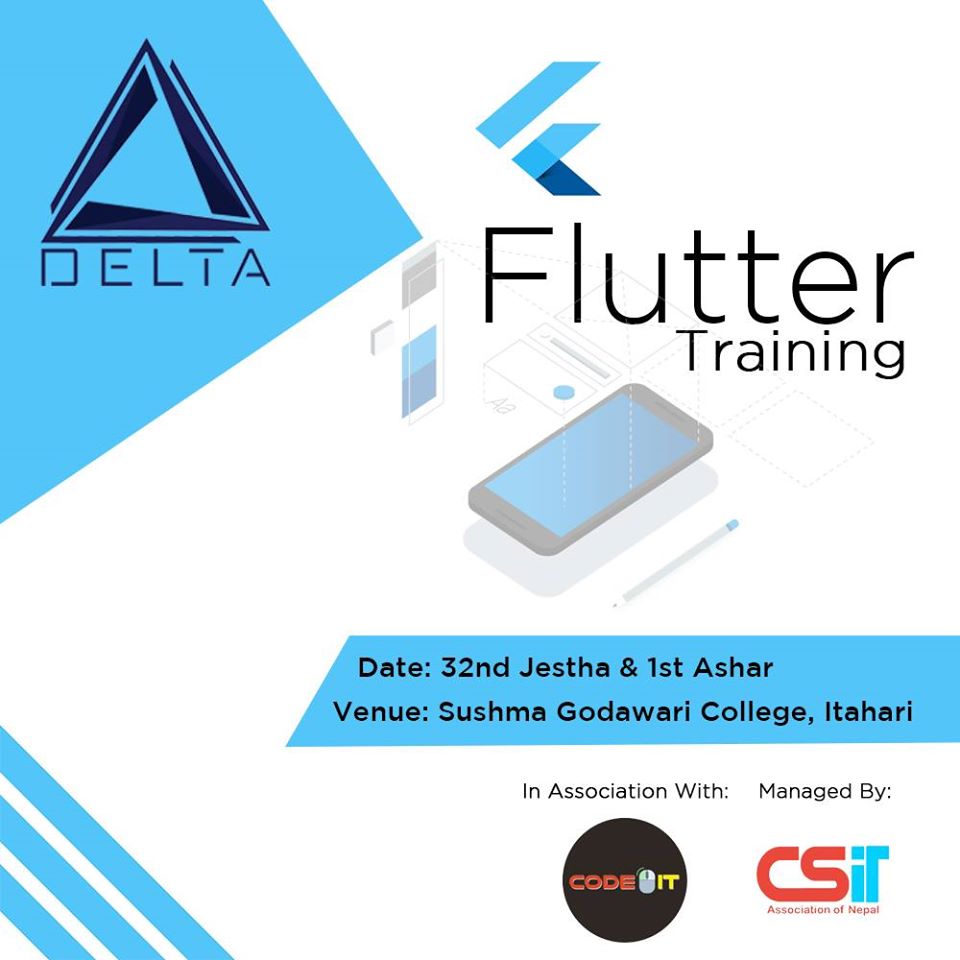 DELTA
Flutter
Training
Aa
Date: 32nd Jestha & 1st Ashar
Venue: Sushma Godawari College, Itahari
In Association With:
Managed By:
CODE IT
CSiT
Association of Nepal